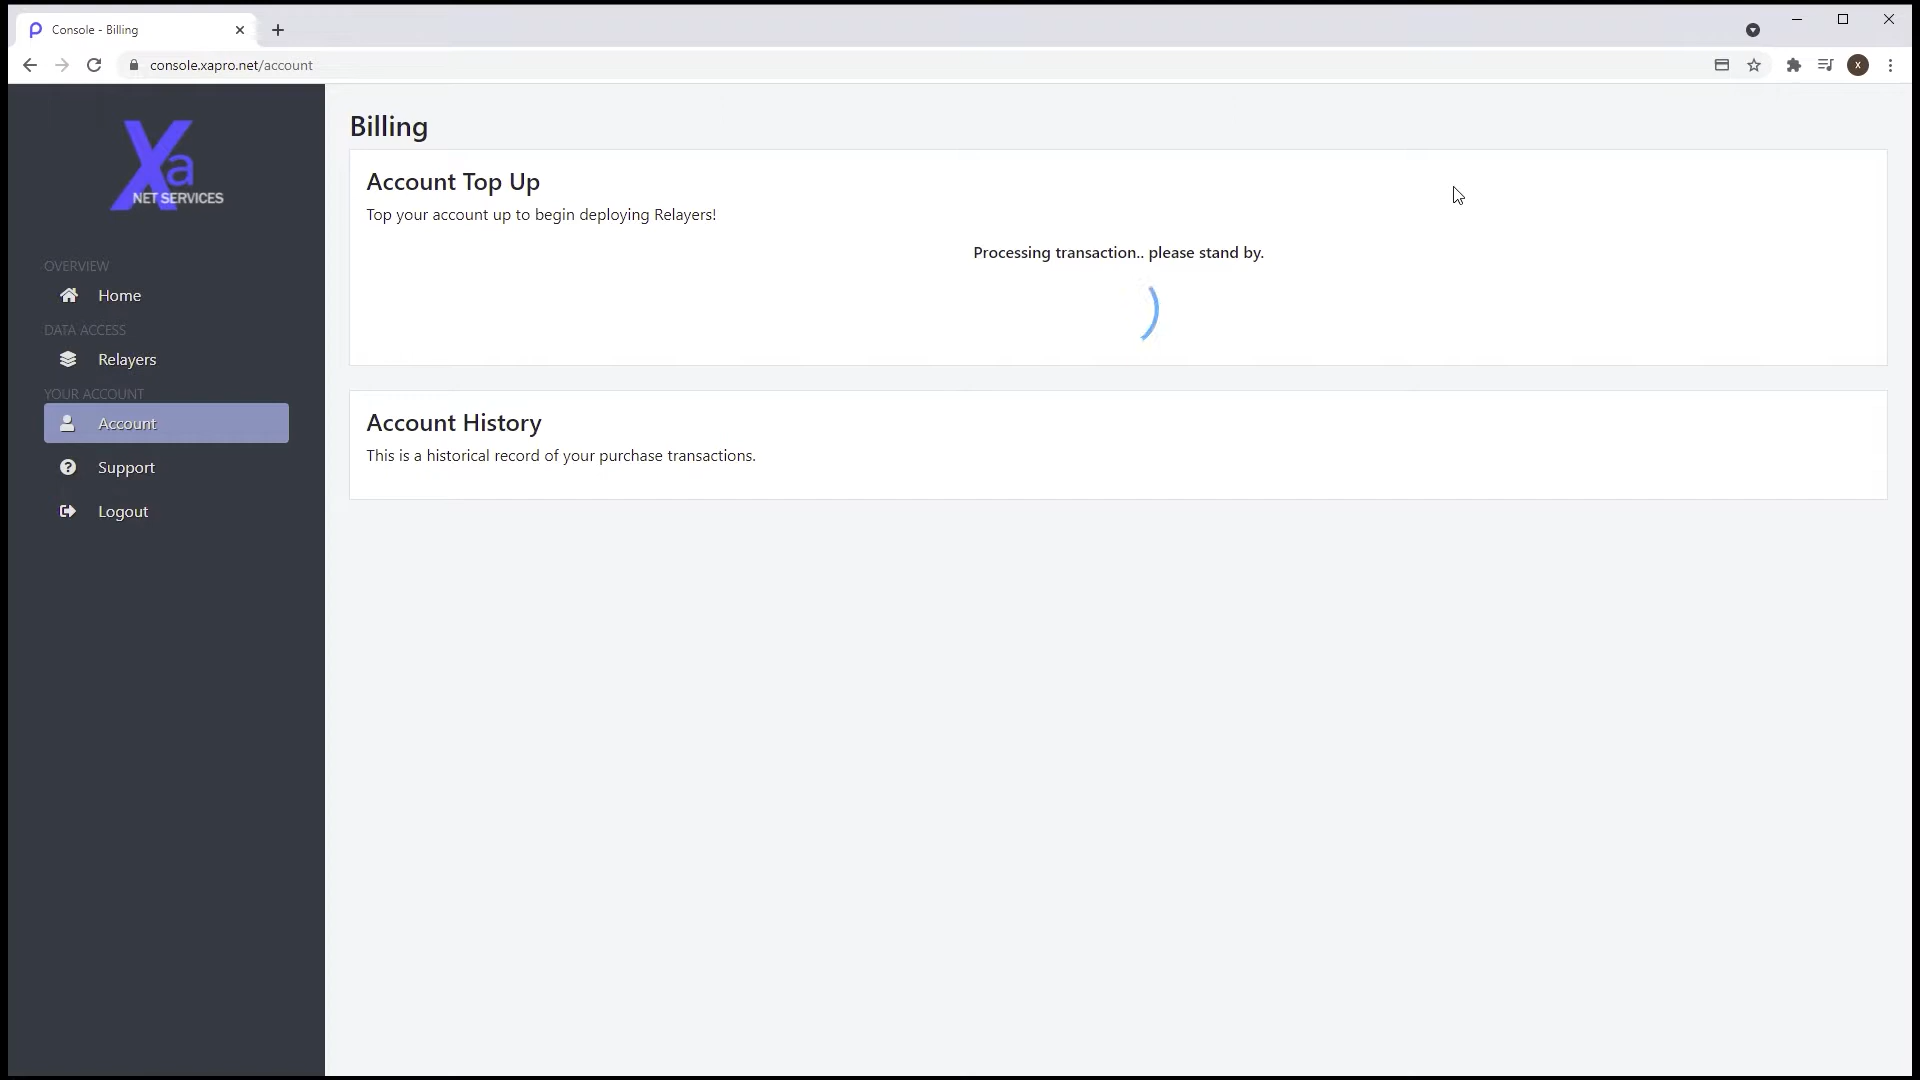 Console - Billing
console.xapro.net/account
X
Xa
NET SERVICES
OVERVIEW
Home
DATA ACCESS
Relayers
YOUR ACCOUNT
Account
Support
Logout
Billing
Account Top Up
Top your account up to begin deploying Relayers!
Processing transaction.. please stand by.
Account History
This is a historical record of your purchase transactions.